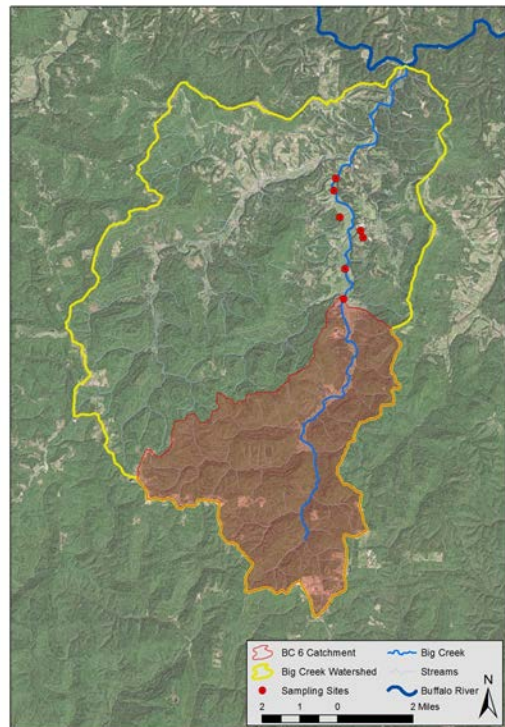 BC 6 Catchment
Big Creek
Big Creek Watershed
Streams
Sampling Sites
Buffalo River
2 1 0 2 Miles
N